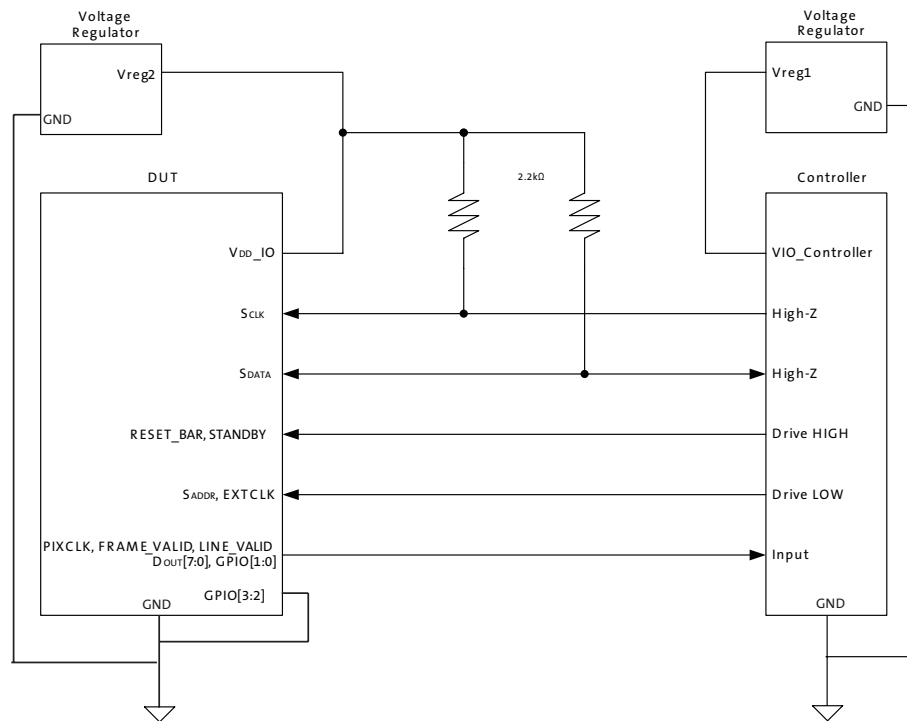 Voltage
Regulator
Vreg2
GND
Voltage
Regulator
Vreg1
GND
DUT
2.2kΩ
Controller
VDD_IO
VIO_Controller
SCLK
High-Z
SDATA
High-Z
RESET_BAR, STANDBY
Drive HIGH
SADDR, EXTCLK
Drive LOW
PIXCLK, FRAME_VALID, LINE_VALID
DOUT[7:0], GPIO[1:0]
Input
GPIO[3:2]
GND
GND